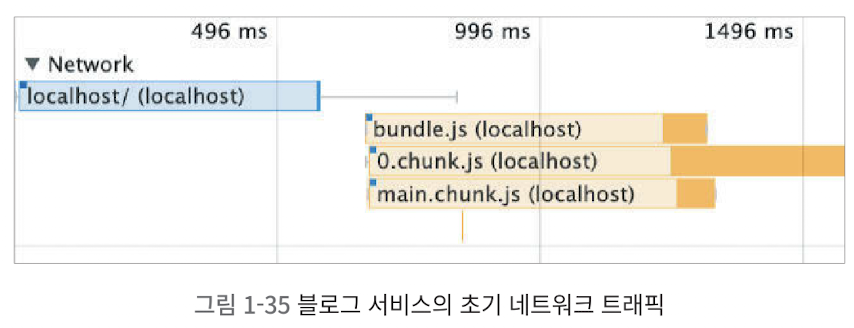 496 ms 996 ms 1496 ms
▼ Network
localhost/ (localhost)
bundle.js (localhost)
0.chunk.js (localhost)
main.chunk.js (localhost)
그림 1-35 블로그 서비스의 초기 네트워크 트래픽